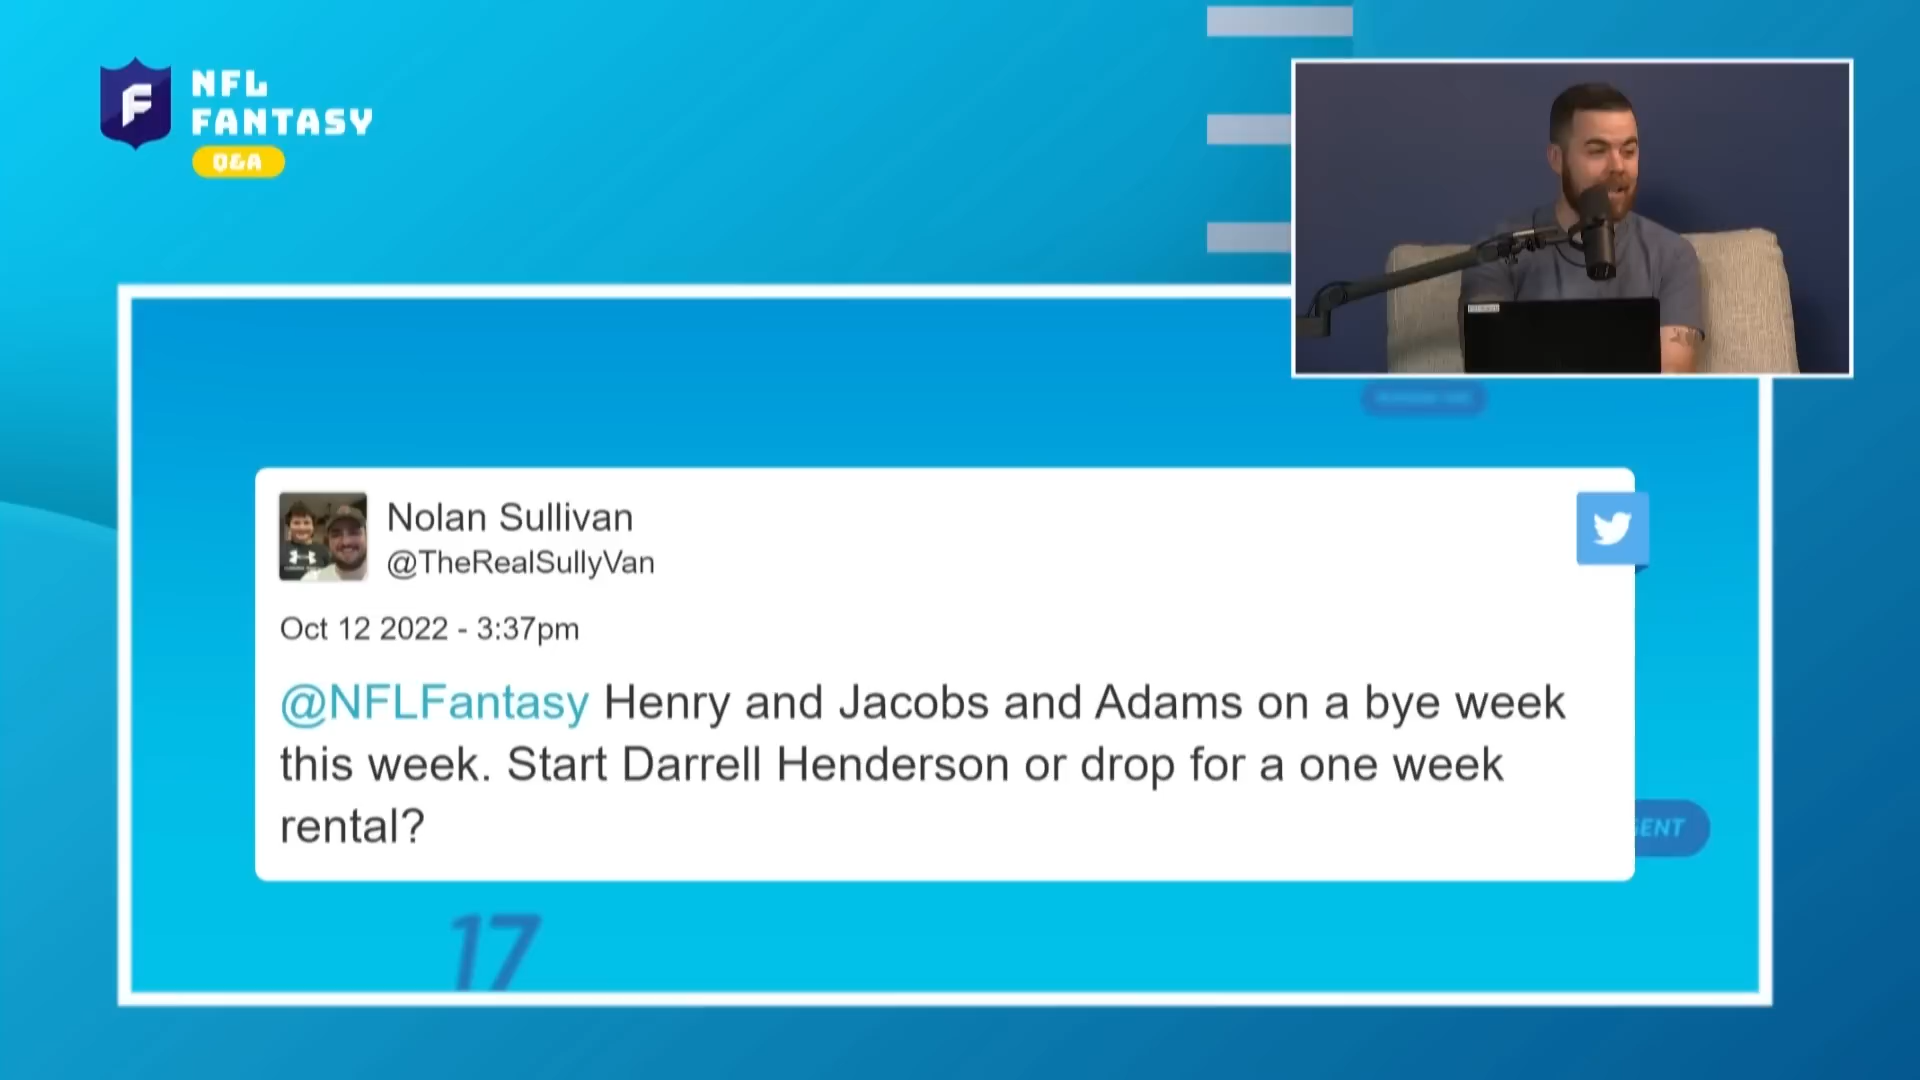 NFL
FANTASY
Q&A
Nolan Sullivan
@TheRealSullyVan
Oct 12 2022 - 3:37pm
@NFLFantasy Henry and Jacobs and Adams on a bye week
this week. Start Darrell Henderson or drop for a one week
rental?
17